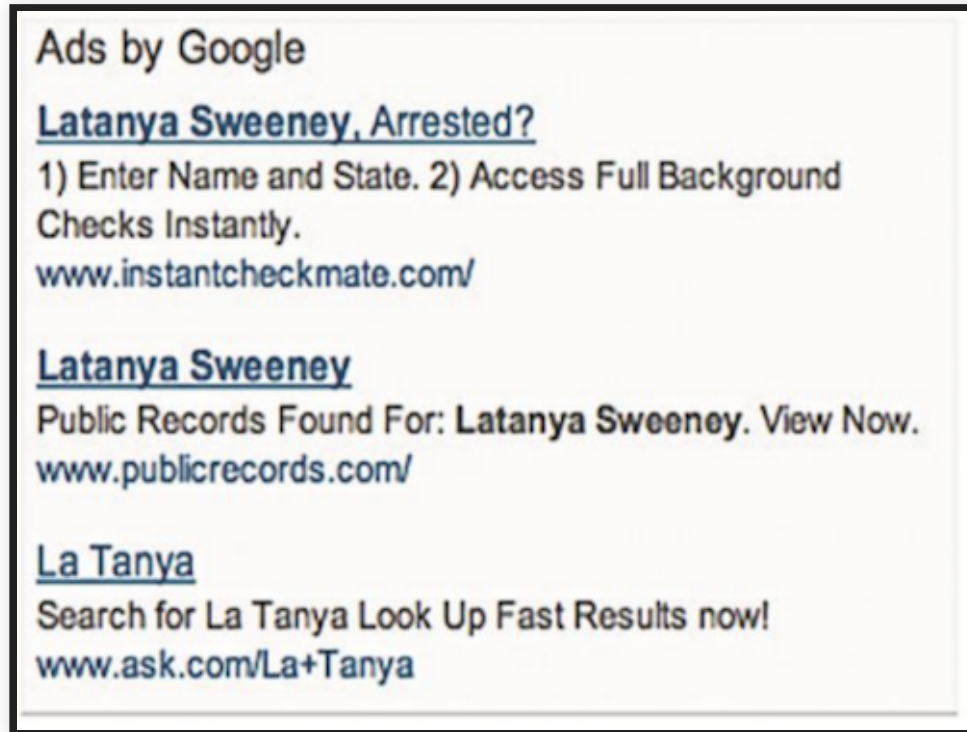 Ads by Google
Latanya Sweeney, Arrested?
1) Enter Name and State. 2) Access Full Background
Checks Instantly.
www.instantcheckmate.com/
Latanya Sweeney
Public Records Found For: Latanya Sweeney. View Now.
www.publicrecords.com/
La Tanya
Search for La Tanya Look Up Fast Results now!
www.ask.com/La+Tanya